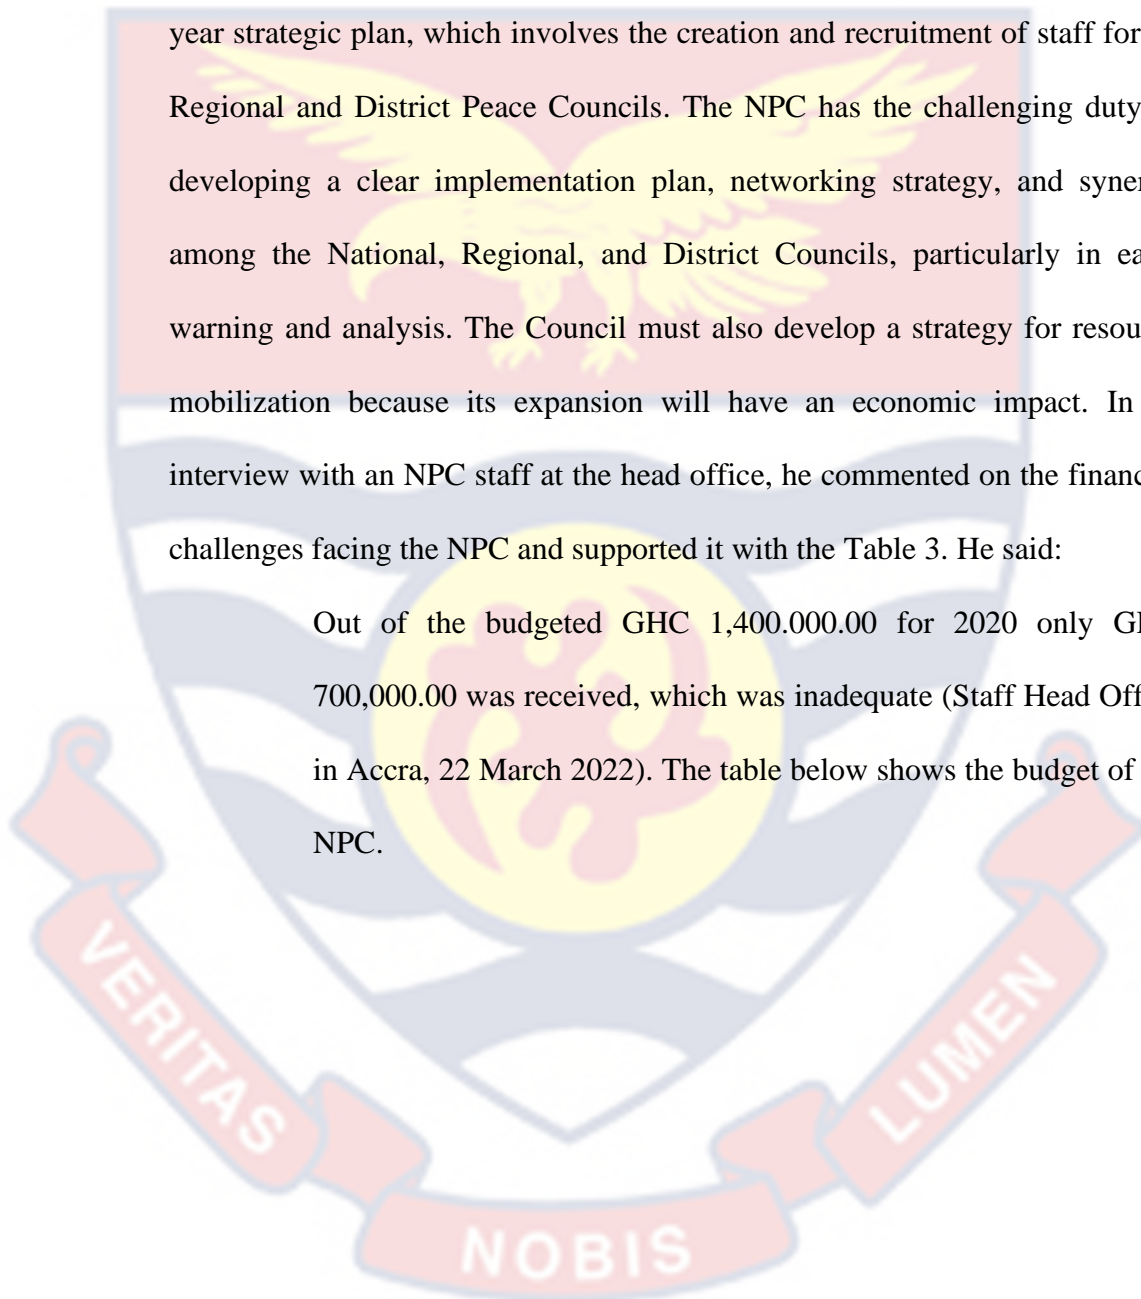 year strategic plan, which involves the creation and recruitment of staff for
Regional and District Peace Councils. The NPC has the challenging duty
developing a clear implementation plan, networking strategy, and
among the National, Regional, and District Councils, particularly in
warning and analysis. The Council must also develop a strategy for
mobilization because its expansion will have an economic impact. In
interview with an NPC staff at the head office, he commented on the
challenges facing the NPC and supported it with the Table 3. He said:
Out of the budgeted GHC 1,400.000.00 for 2020 only
700,000.00 was received, which was inadequate (Staff Head
in Accra, 22 March 2022). The table below shows the budget of
NPC.
VERITAS
NOBIS
LUMEN